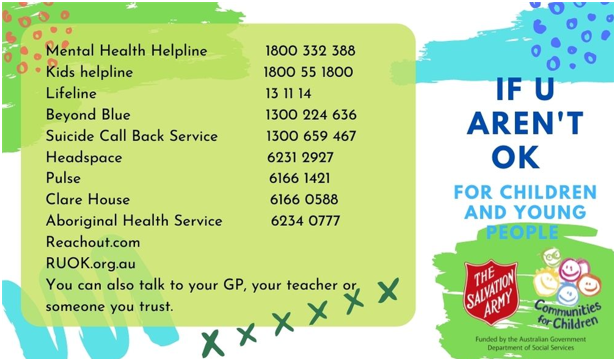 Mental Health Helpline 1800 332 388
Kids helpline 1800 55 1800
Lifeline 13 11 14
Beyond Blue 1300 224 636
Suicide Call Back Service 1300 659 467
Headspace 6231 2927
Pulse 6166 1421
Clare House 6166 0588
Aboriginal Health Service 6234 0777
Reachout.com
RUOK.org.au
You can also talk to your GP, your teacher or
someone you trust.
IF U
AREN'T
OK
FOR CHILDREN
AND YOUNG
PEOPLE
THE
SALVATION
ARMY
Communities
for Children
Funded by the Australian Government
Department of Social Services